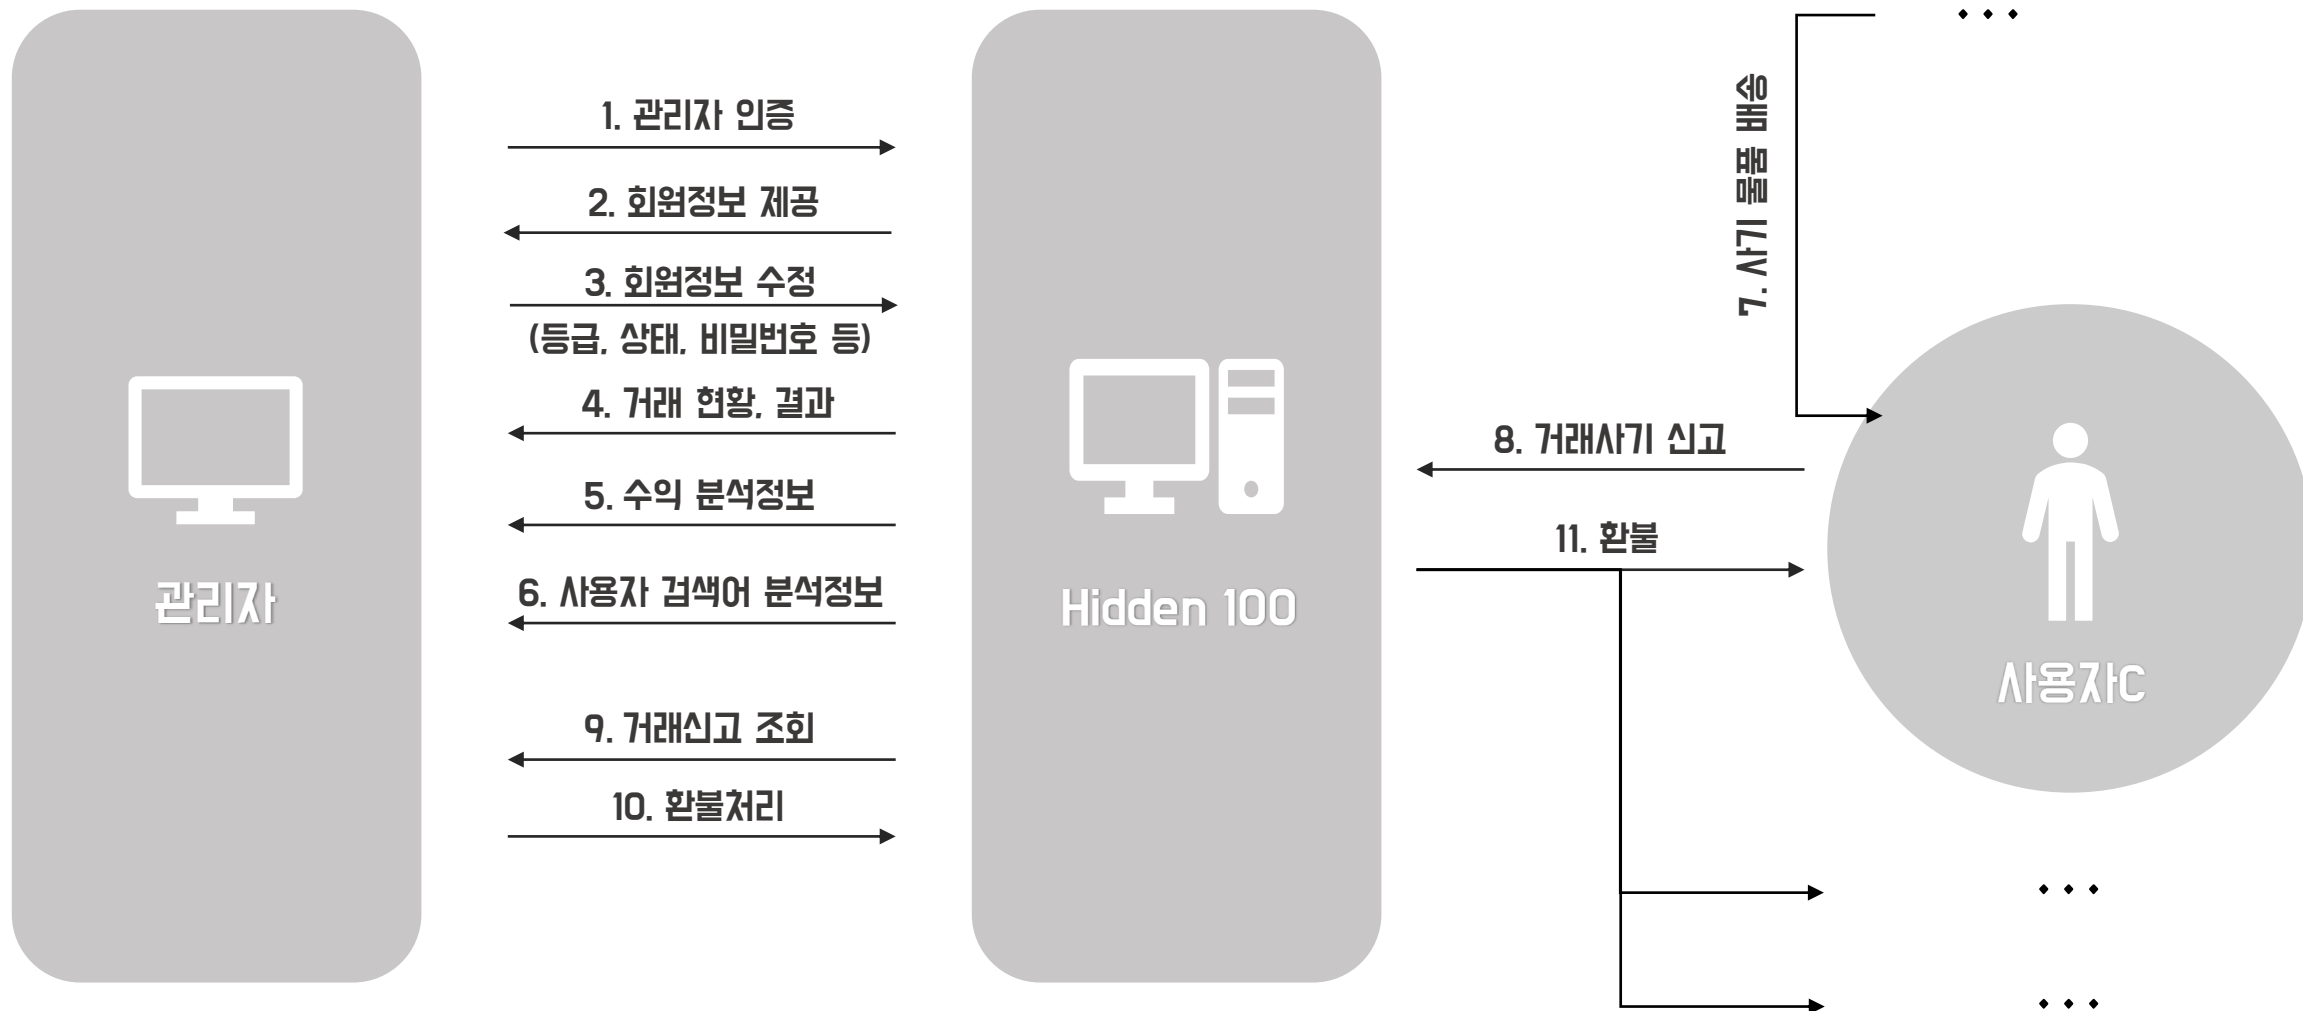 1. 관리자 인증
2. 회원정보 제공
3. 회원정보 수정
(등급, 상태, 비밀번호 등)
4. 거래 현황, 결과
5. 수익 분석정보
6. 사용자 검색어 분석정보
9. 거래신고 조회
10. 환불처리
관리자
Hidden 100
7. 사기 물품 배송
8. 거래사기 신고
11. 환불
사용자C